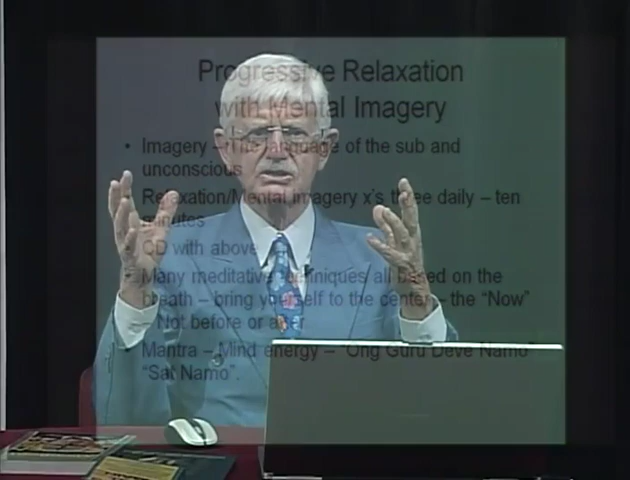 Progressive Relaxation
with Mental Imagery
• Imagery – The language of the sub and
unconscious
Relaxation/Mental imagery x's three daily – ten
minutes
CD with above
Many meditative techniques all based on the
breath – bring yourself to the center – the “Now”
Not before or after
• Mantra – Mind energy – “Ong Guru Deve Namo”
“Sat Namo”.